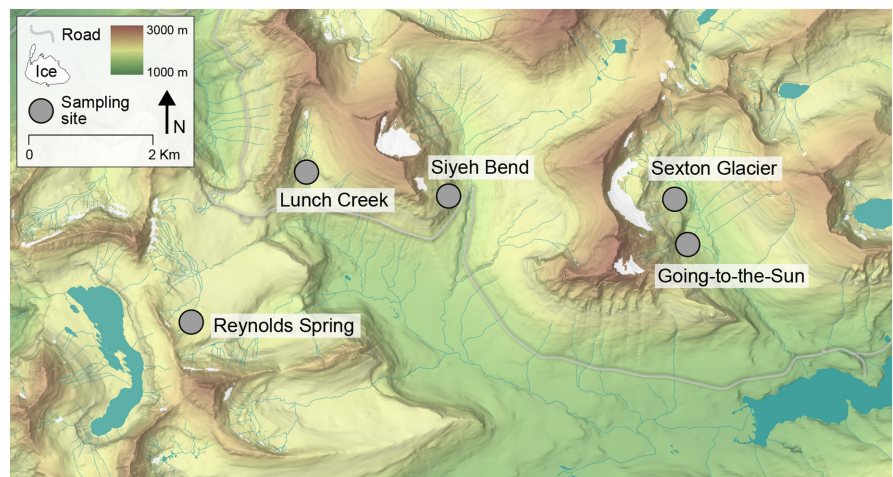 Road
3000 m
1000 m
Ice
Sampling
site
N
0
2 Km
Siyeh Bend
Sexton Glacier
Lunch Creek
Going-to-the-Sun
Reynolds Spring